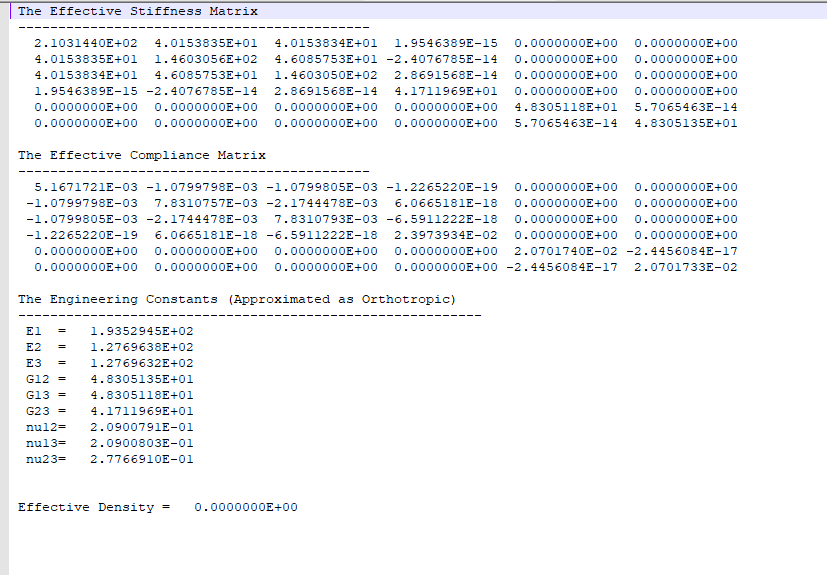 The Effective Stiffness Matrix
--------------------------------------------
2.1031440E+02 4.0153835E+01 4.0153834E+01 1.9546389E-15 0.0000000E+00 0.0000000E+00
4.0153835E+01 1.4603056E+02 4.6085753E+01 -2.4076785E-14 0.0000000E+00 0.0000000E+00
4.0153834E+01 4.6085753E+01 1.4603050E+02 2.8691568E-14 0.0000000E+00 0.0000000E+00
1.9546389E-15 -2.4076785E-14 2.8691568E-14 4.1711969E+01 0.0000000E+00 0.0000000E+00
0.0000000E+00 0.0000000E+00 0.0000000E+00 0.0000000E+00 4.8305118E+01 5.7065463E-14
0.0000000E+00 0.0000000E+00 0.0000000E+00 0.0000000E+00 5.7065463E-14 4.8305135E+01
The Effective Compliance Matrix
--------------------------------------------
5.1671721E-03 -1.0799798E-03 -1.0799805E-03 -1.2265220E-19 0.0000000E+00 0.0000000E+00
-1.0799798E-03 7.8310757E-03 -2.1744478E-03 6.0665181E-18 0.0000000E+00 0.0000000E+00
-1.0799805E-03 -2.1744478E-03 7.8310793E-03 -6.5911222E-18 0.0000000E+00 0.0000000E+00
-1.2265220E-19 6.0665181E-18 -6.5911222E-18 2.3973934E-02 0.0000000E+00 0.0000000E+00
0.0000000E+00 0.0000000E+00 0.0000000E+00 0.0000000E+00 2.0701740E-02 -2.4456084E-17
0.0000000E+00 0.0000000E+00 0.0000000E+00 0.0000000E+00 -2.4456084E-17 2.0701733E-02
The Engineering Constants (Approximated as Orthotropic)
----------------------------------------------------------
E1 = 1.9352945E+02
E2 = 1.2769638E+02
E3 = 1.2769632E+02
G12 = 4.8305135E+01
G13 = 4.8305118E+01
G23 = 4.1711969E+01
nu12= 2.0900791E-01
nu13= 2.0900803E-01
nu23= 2.7766910E-01
Effective Density = 0.0000000E+00